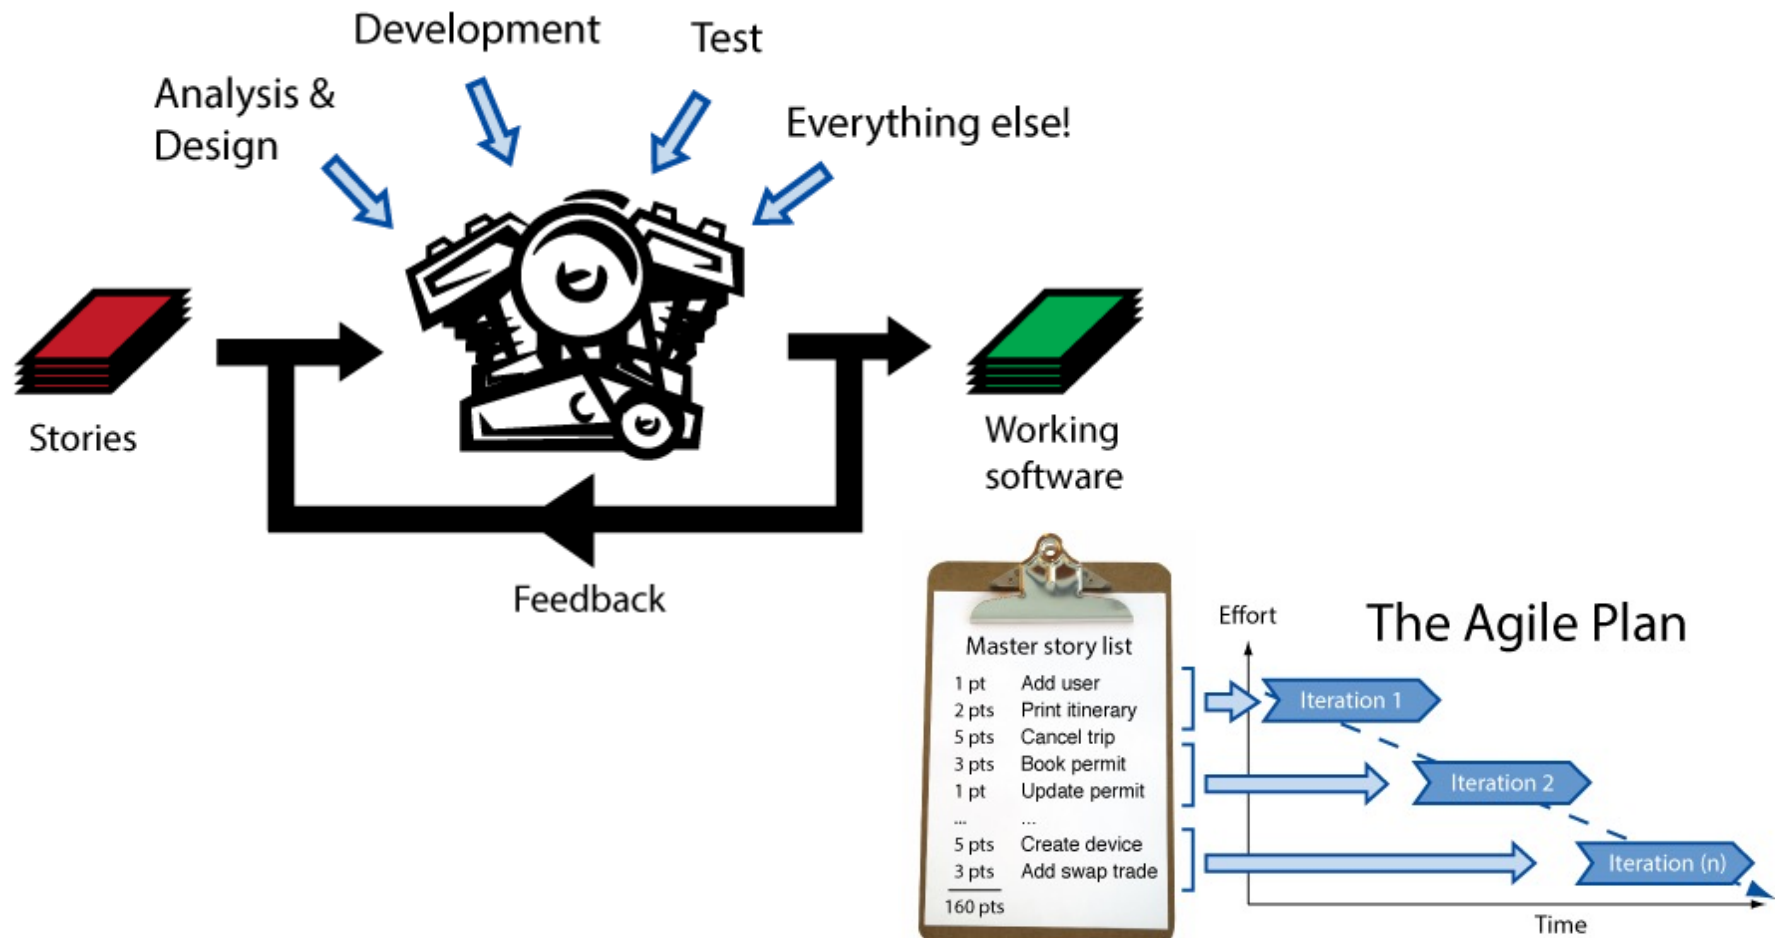 Development
Test
Analysis &
Design
Everything else!
Stories
Working
software
Feedback
The Agile Plan
Effort
Master story list
1 pt Add user
2 pts Print itinerary
5 pts Cancel trip
3 pts Book permit
1 pt Update permit
... ...
5 pts Create device
3 pts Add swap trade
160 pts
Iteration 1
Iteration 2
Iteration (n)
Time